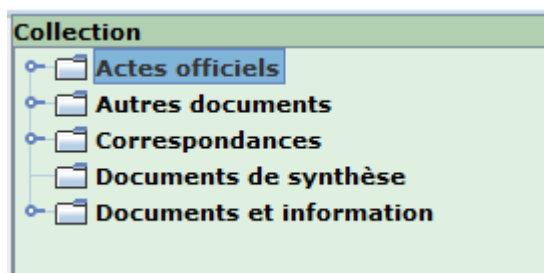 Collection
Actes officiels
Autres documents
Correspondances
Documents de synthèse
Documents et information